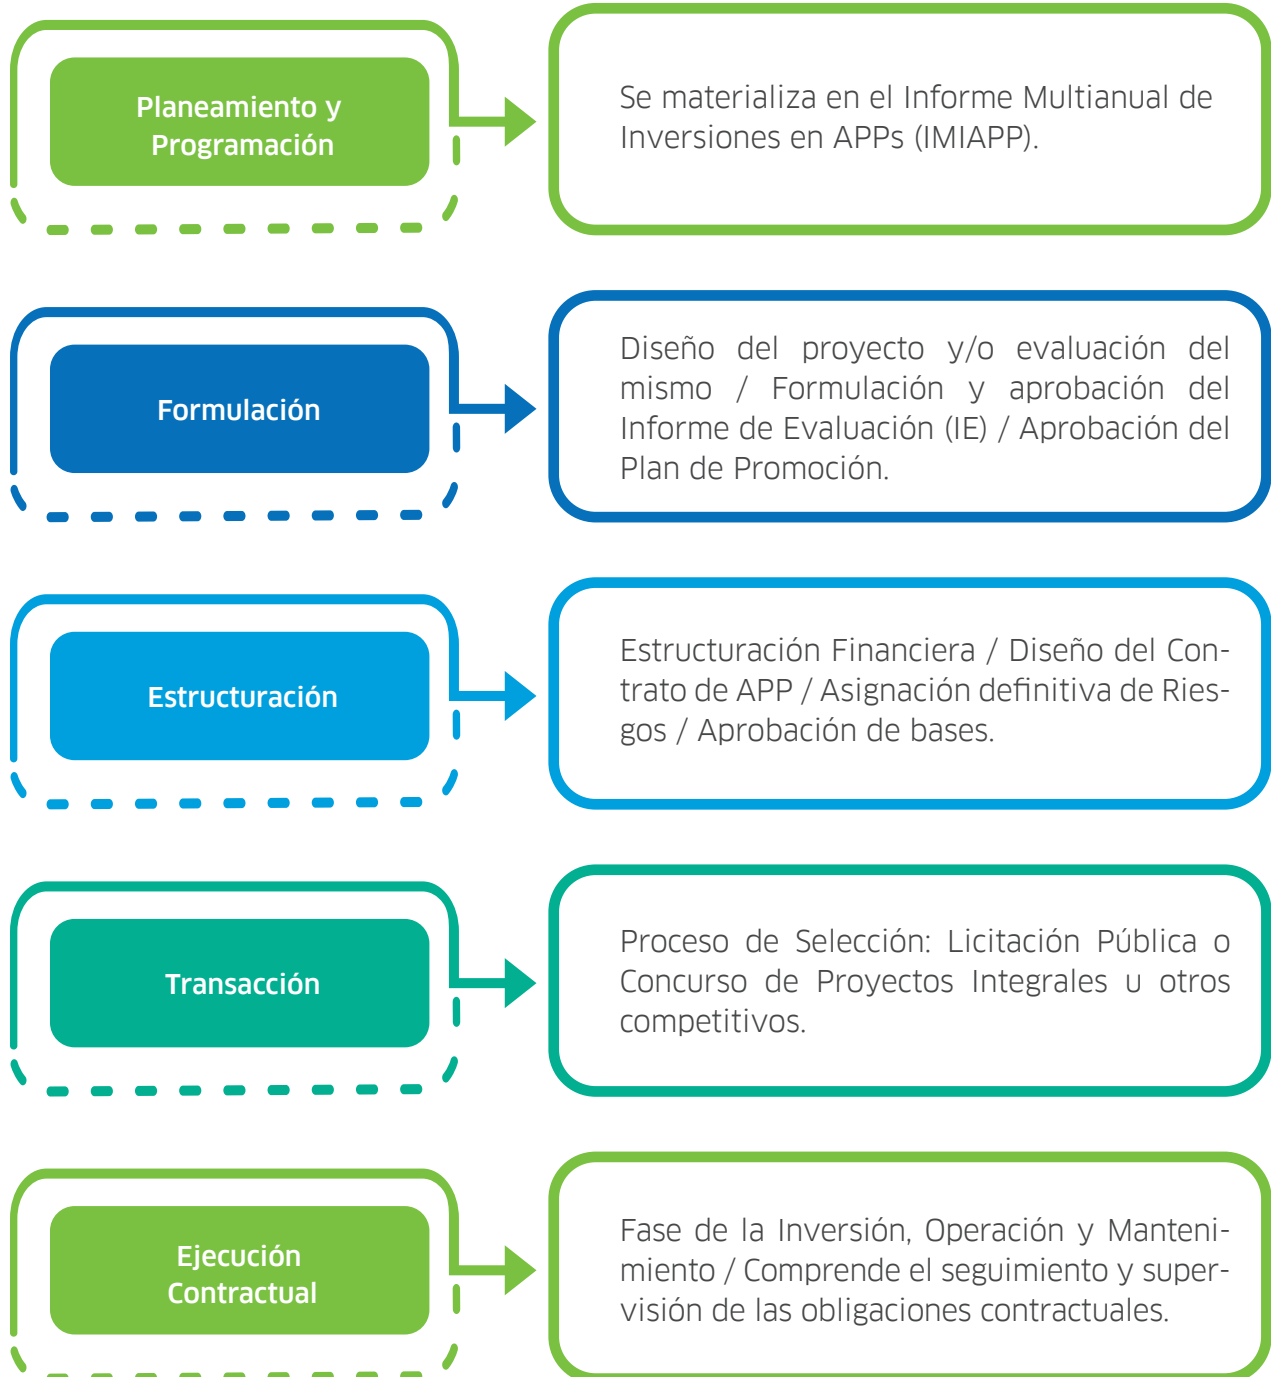 Planeamiento y
Programación
Se materializa en el Informe Multianual de
Inversiones en APPs (IMIAPP).
Formulación
Diseño del proyecto y/o evaluación del
mismo / Formulación y aprobación del
Informe de Evaluación (IE) / Aprobación del
Plan de Promoción.
Estructuración
Estructuración Financiera / Diseño del Con-
trato de APP / Asignación definitiva de Ries-
gos / Aprobación de bases.
Transacción
Proceso de Selección: Licitación Pública o
Concurso de Proyectos Integrales u otros
competitivos.
Ejecución
Contractual
Fase de la Inversión, Operación y Manteni-
miento / Comprende el seguimiento y super-
visión de las obligaciones contractuales.